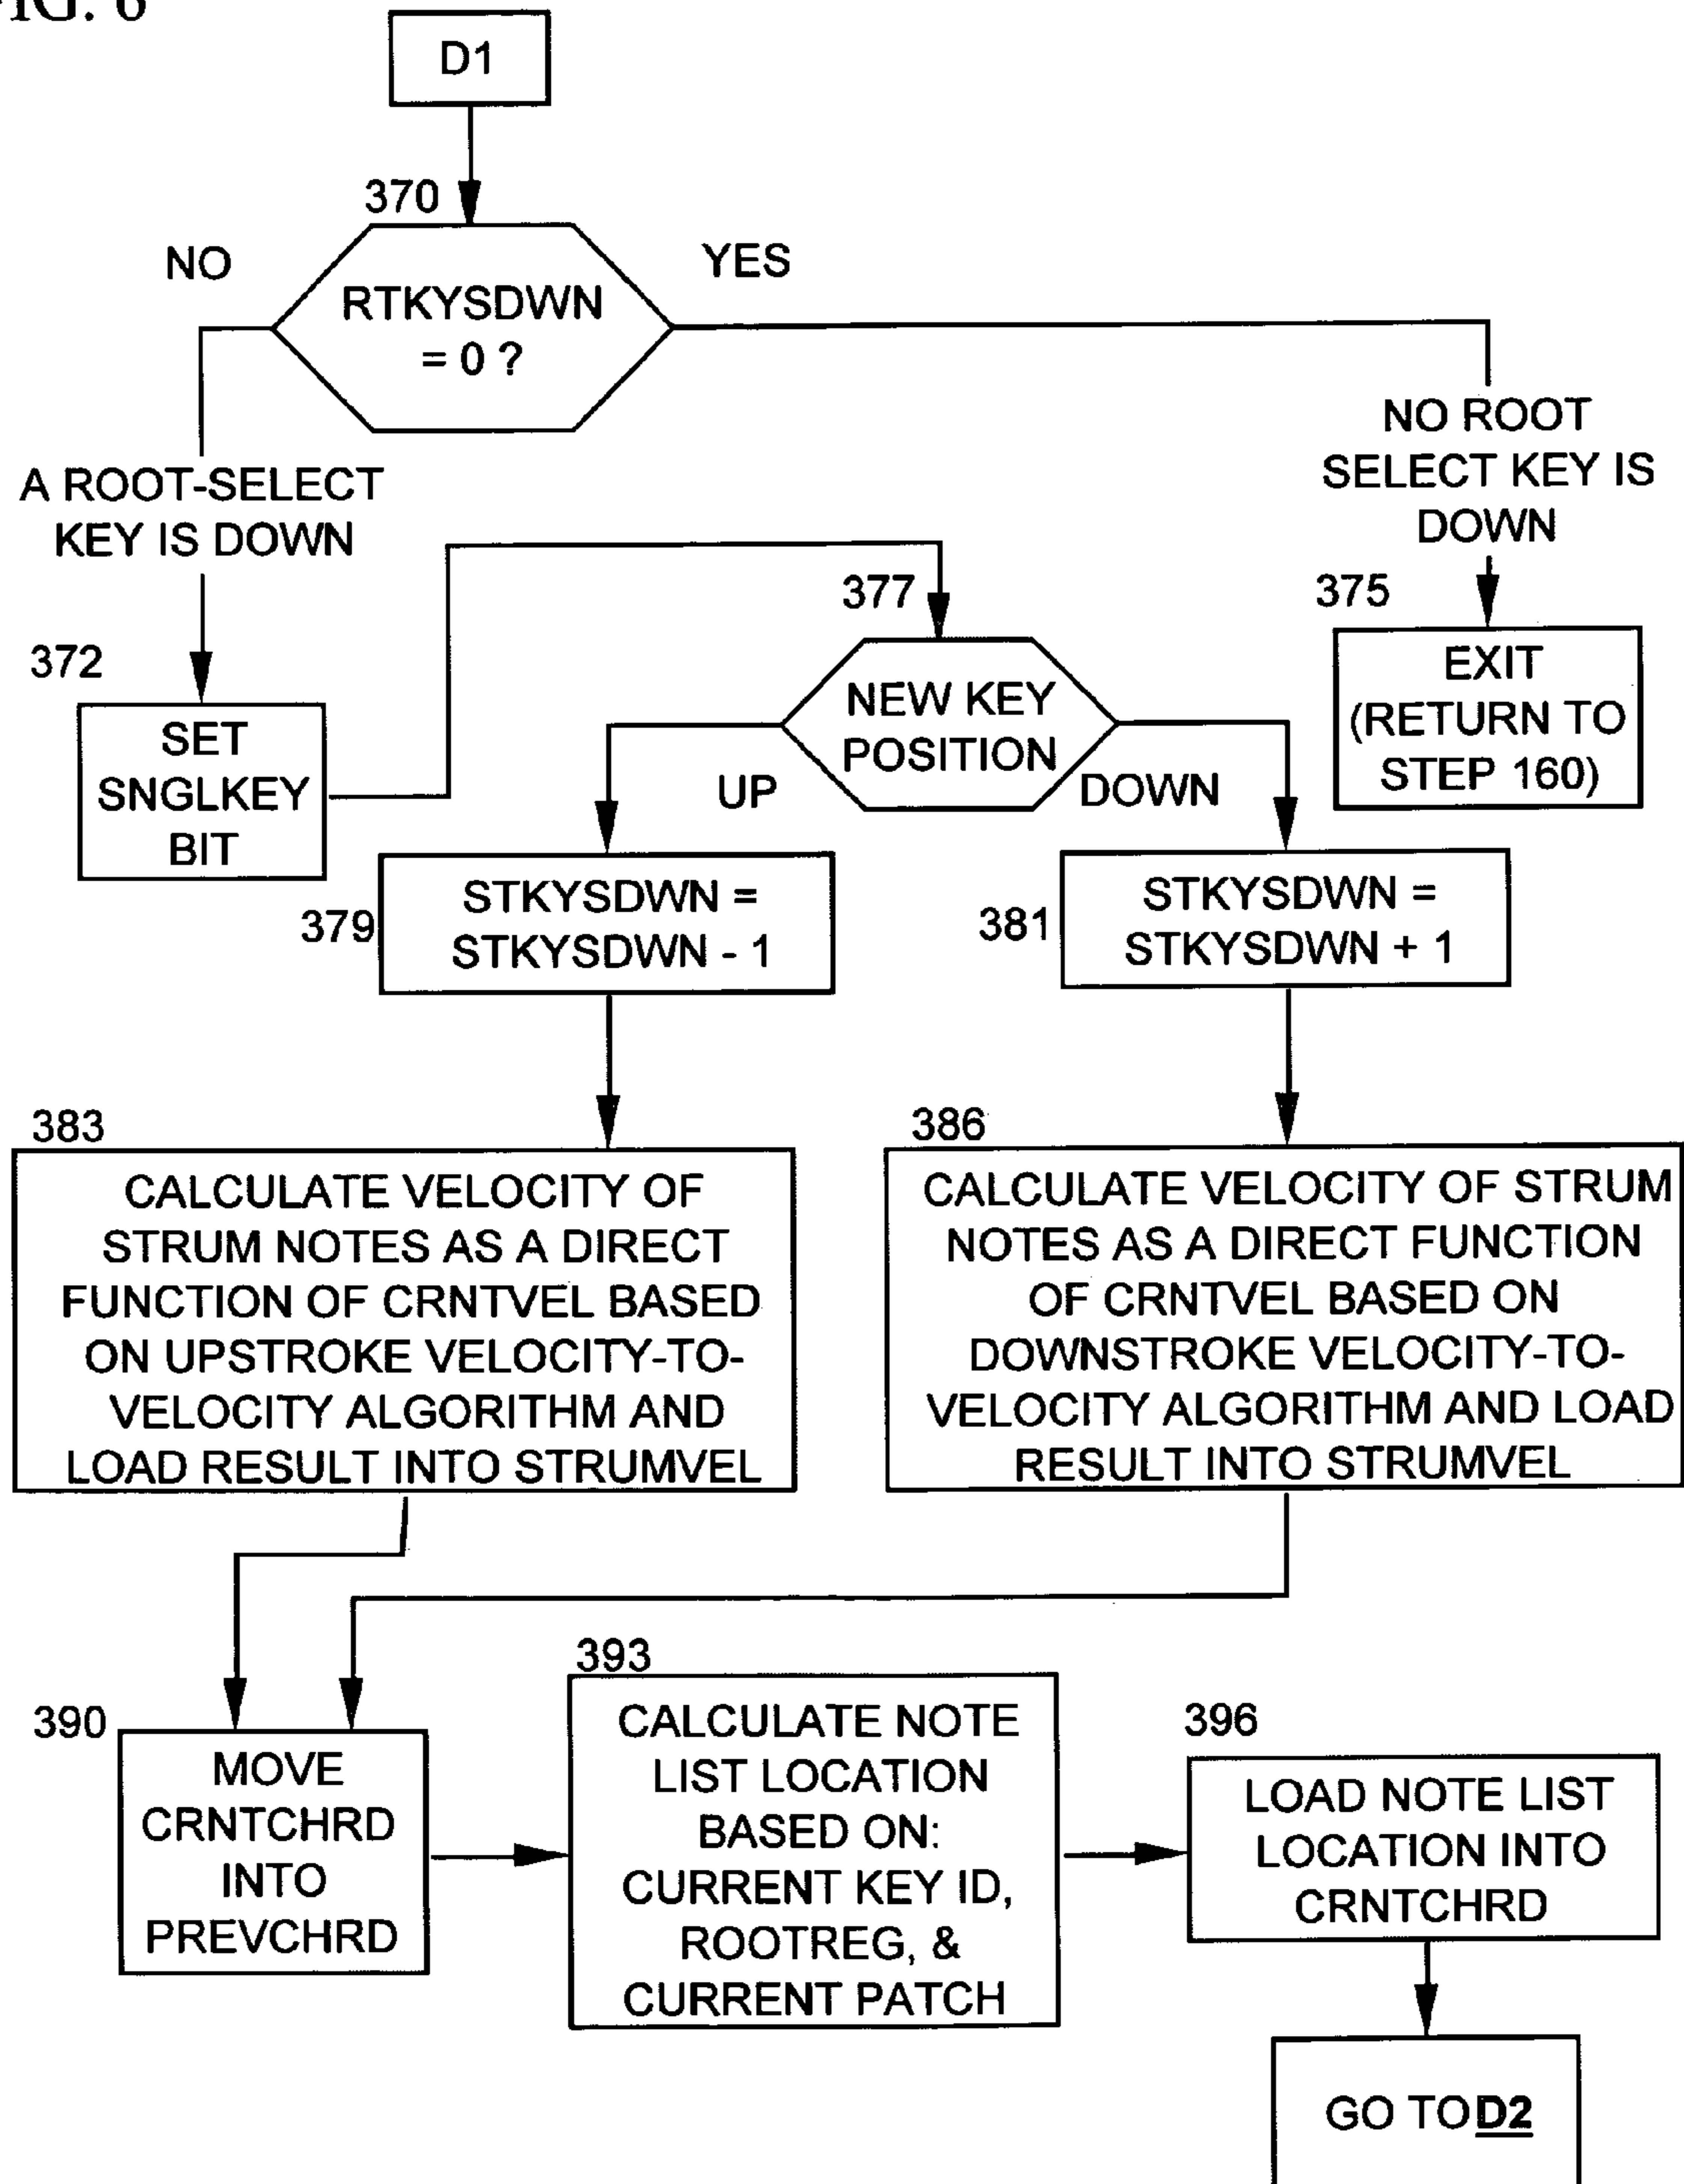 FIG. 6
D1
370
NO
YES
RTKYSDWN
= 0 ?
A ROOT-SELECT
KEY IS DOWN
NO ROOT
SELECT KEY IS
DOWN
372
SET
SNGLKEY
BIT
377
NEW KEY
POSITION
UP
DOWN
375
EXIT
(RETURN TO
STEP 160)
379
STKYSDWN =
STKYSDWN - 1
381
STKYSDWN =
STKYSDWN + 1
383
CALCULATE VELOCITY OF
STRUM NOTES AS A DIRECT
FUNCTION OF CRNTVEL BASED
ON UPSTROKE VELOCITY-TO-
VELOCITY ALGORITHM AND
LOAD RESULT INTO STRUMVEL
386
CALCULATE VELOCITY OF STRUM
NOTES AS A DIRECT FUNCTION
OF CRNTVEL BASED ON
DOWNSTROKE VELOCITY-TO-
VELOCITY ALGORITHM AND LOAD
RESULT INTO STRUMVEL
390
MOVE
CRNTCHRD
INTO
PREVCHRD
393
CALCULATE NOTE
LIST LOCATION
BASED ON:
CURRENT KEY ID,
ROOTREG, &
CURRENT PATCH
396
LOAD NOTE LIST
LOCATION INTO
CRNTCHRD
GO TO D2